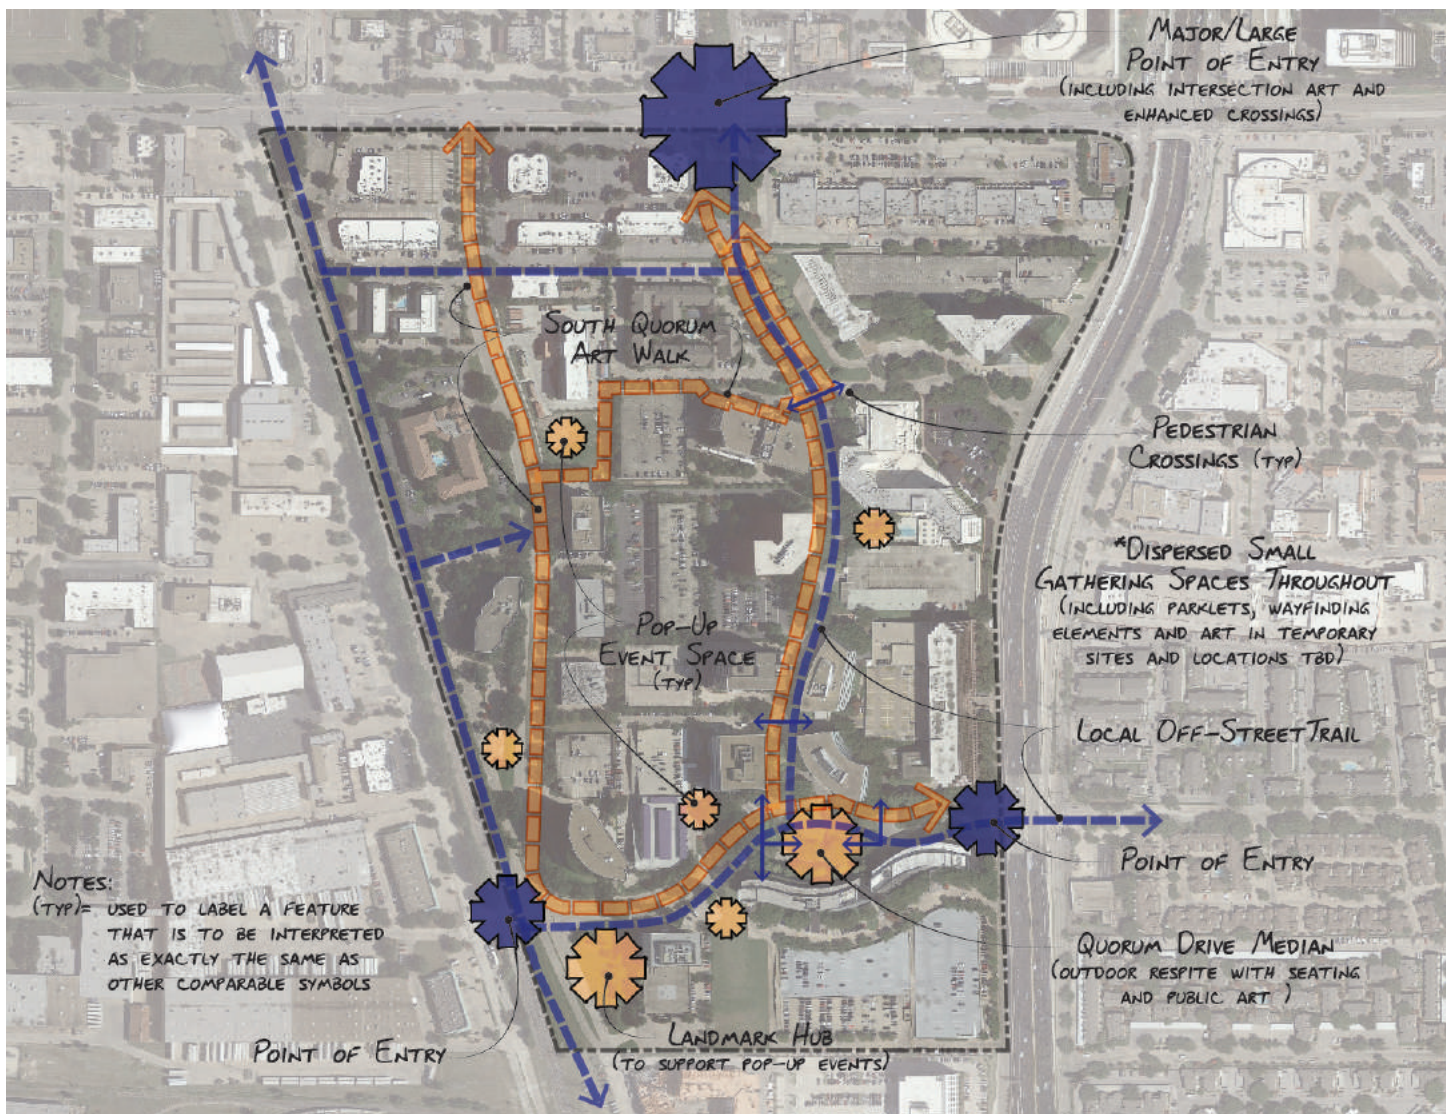 Major/Large
Point of Entry
(including intersection art and
enhanced crossings)
South Quorum
Art Walk
Pedestrian
Crossings (typ)
*Dispersed Small
Gathering Spaces Throughout
(including parklets, wayfinding
elements and art in temporary
sites and locations TBD)
Pop-Up
Event Space
(typ)
Local Off-Street Trail
Point of Entry
Notes:
(typ)= used to label a feature
that is to be interpreted
as exactly the same as
other comparable symbols
Quorum Drive Median
(outdoor respite with seating
and public art )
Landmark Hub
(to support pop-up events)
Point of Entry